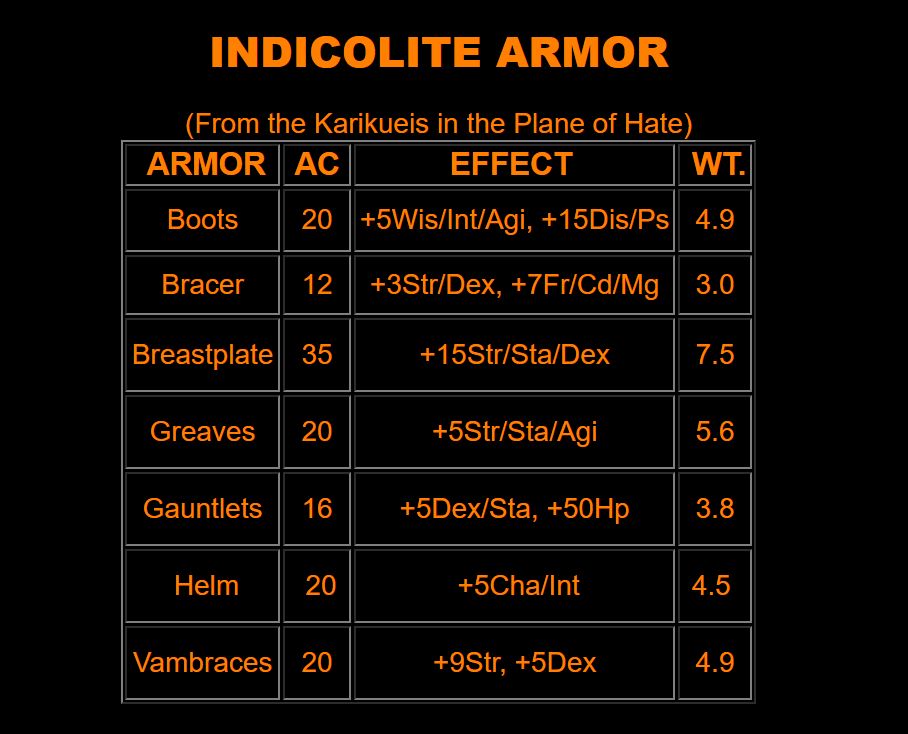 INDICOLITE ARMOR
(From the Karikueis in the Plane of Hate)
ARMOR AC EFFECT WT.
Boots 20 +5Wis/Int/Agi, +15Dis/Ps 4.9
Bracer 12 +3Str/Dex, +7Fr/Cd/Mg 3.0
Breastplate 35 +15Str/Sta/Dex 7.5
Greaves 20 +5Str/Sta/Agi 5.6
Gauntlets 16 +5Dex/Sta, +50Hp 3.8
Helm 20 +5Cha/Int 4.5
Vambraces 20 +9Str, +5Dex 4.9